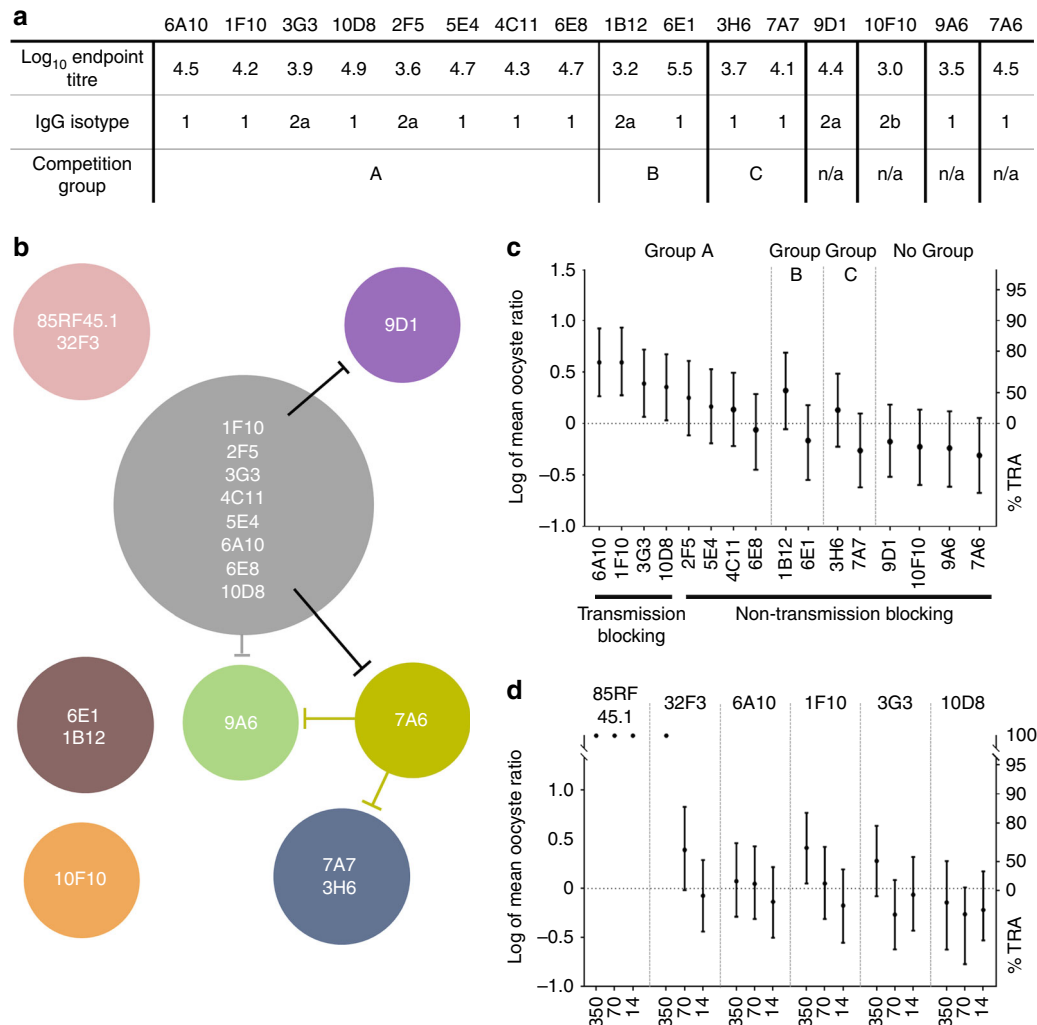 a
6A10 1F10 3G3 10D8 2F5 5E4 4C11 6E8 1B12 6E1 3H6 7A7 9D1 10F10 9A6 7A6
Log10 endpoint titre 4.5 4.2 3.9 4.9 3.6 4.7 4.3 4.7 3.2 5.5 3.7 4.1 4.4 3.0 3.5 4.5
IgG isotype 1 1 2a 1 2a 1 1 1 2a 1 1 1 2a 2b 1 1
Competition group A B C n/a n/a n/a n/a
b
85RF45.1
32F3
9D1
1F10
2F5
3G3
4C11
5E4
6A10
6E8
10D8
6E1
1B12
9A6
7A6
10F10
7A7
3H6
c
Group A
Group B
Group C
No Group
Log of mean oocyste ratio
1.5
1.0
0.5
0
−0.5
−1.0
95
90
80
50
0
% TRA
6A10 1F10 3G3 10D8 2F5 5E4 4C11 6E8 1B12 6E1 3H6 7A7 9D1 10F10 9A6 7A6
Transmission blocking
Non-transmission blocking
d
85RF 45.1
32F3
6A10
1F10
3G3
10D8
Log of mean oocyste ratio
1.0
0.5
0
−0.5
−1.0
100
95
90
80
50
0
% TRA
350 70 14 350 70 14 350 70 14 350 70 14 350 70 14 350 70 14